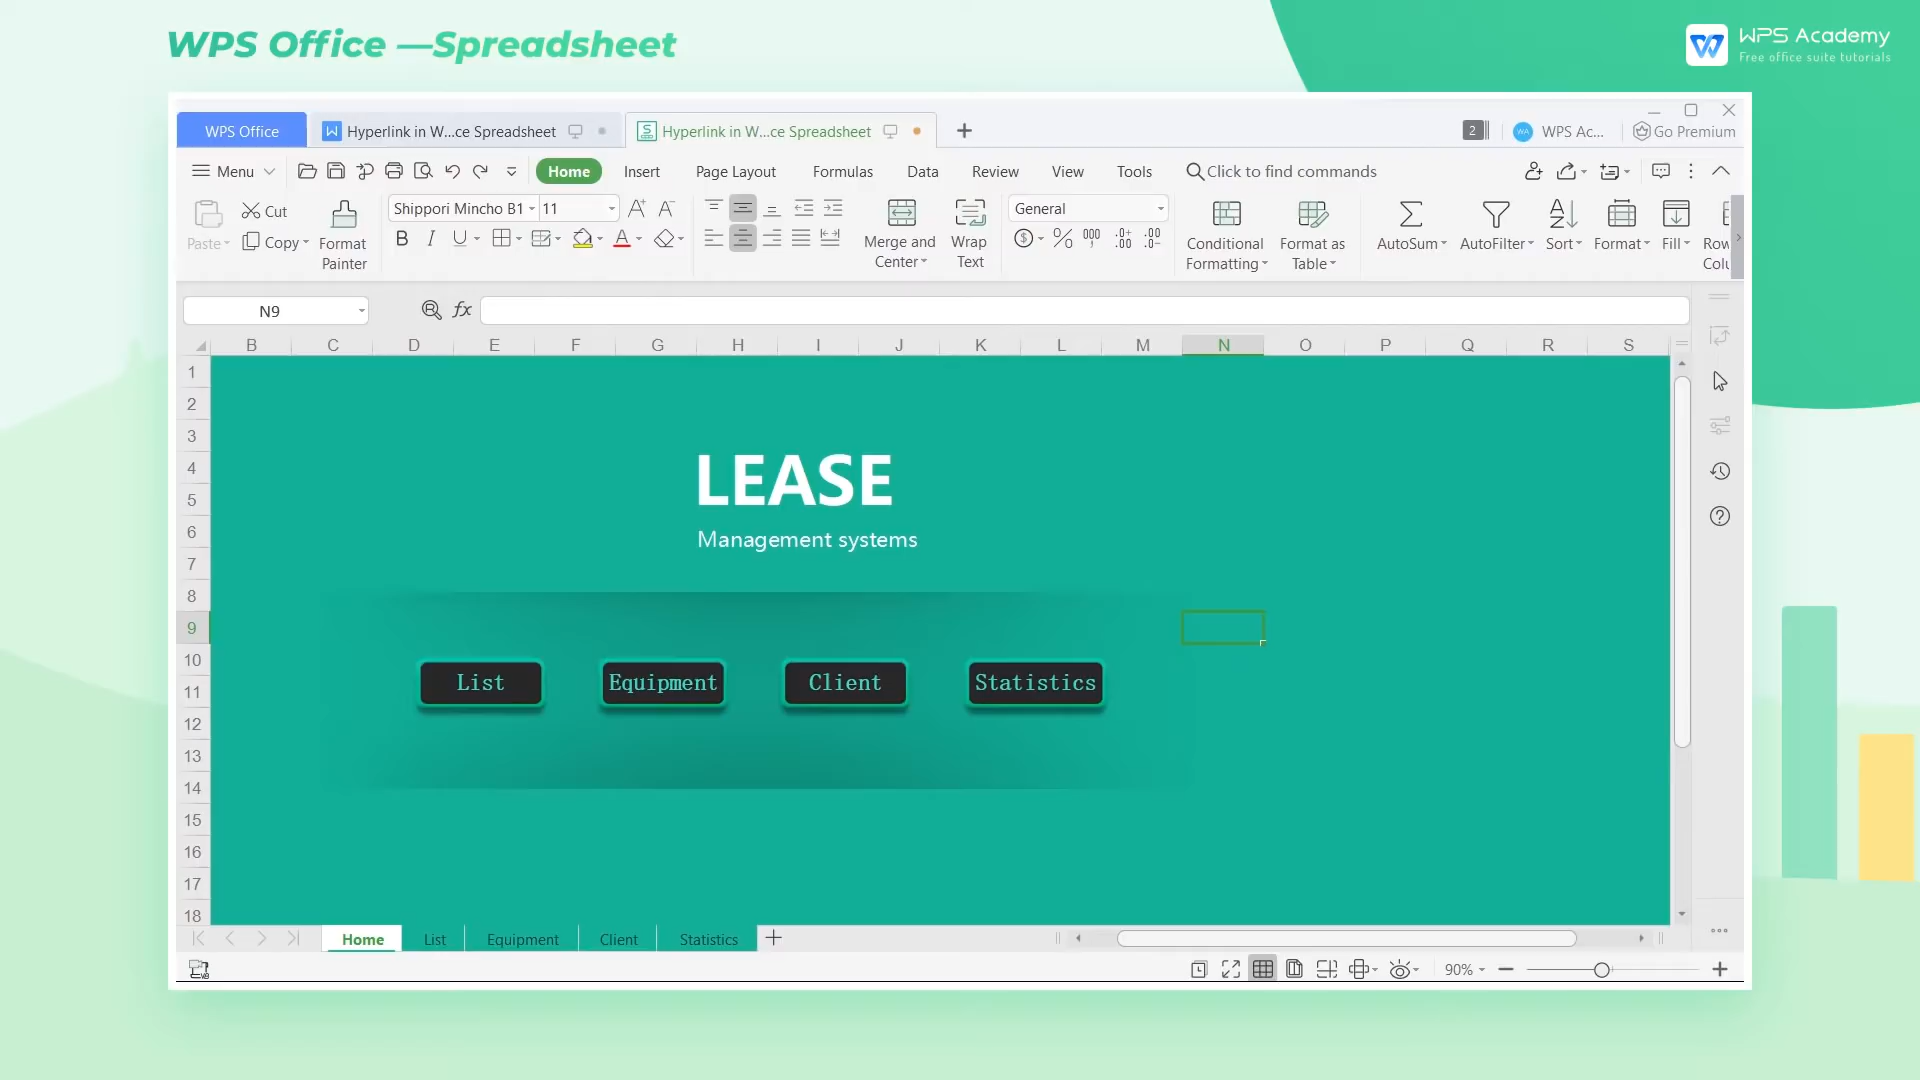 WPS Office —Spreadsheet
WPS Academy
Free office suite tutorials
WPS Office
Hyperlink in W...ce Spreadsheet
Hyperlink in W...ce Spreadsheet
2
WA
WPS Ac...
Go Premium
Menu
Home
Insert
Page Layout
Formulas
Data
Review
View
Tools
Click to find commands
Paste
Cut
Copy
Format
Painter
Shippori Mincho B1
11
Merge and
Center
Wrap
Text
General
Conditional
Formatting
Format as
Table
AutoSum
AutoFilter
Sort
Format
Fill
Row
Colu
N9
fx
B C D E F G H I J K L M N O P Q R S
1
2
3
4
5
6
7
8
9
10
11
12
13
14
15
16
17
18
LEASE
Management systems
List
Equipment
Client
Statistics
Home
List
Equipment
Client
Statistics
90%